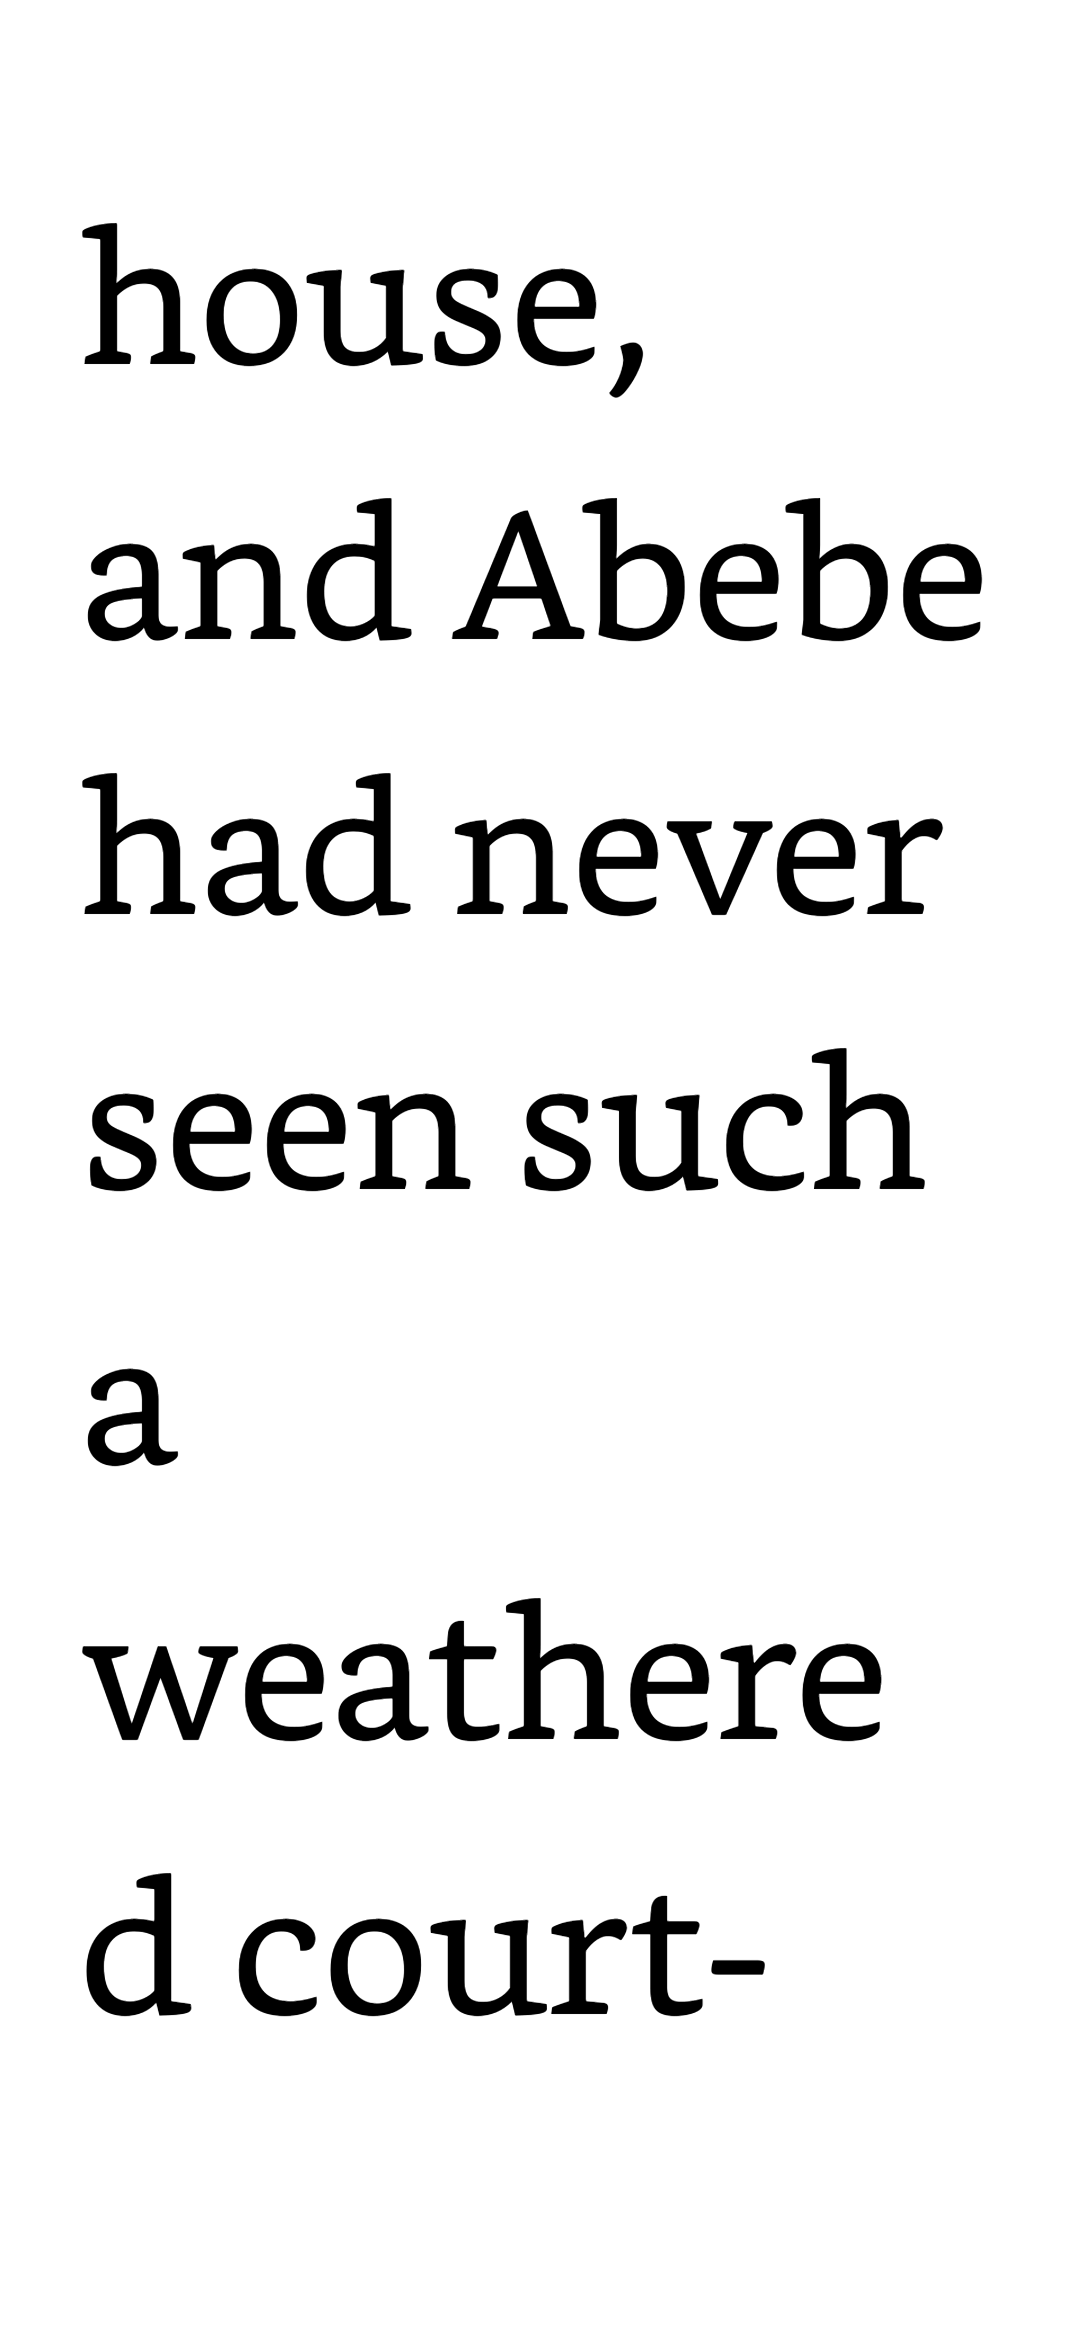 house,
and Abebe
had never
seen such
a
weathere
d court-